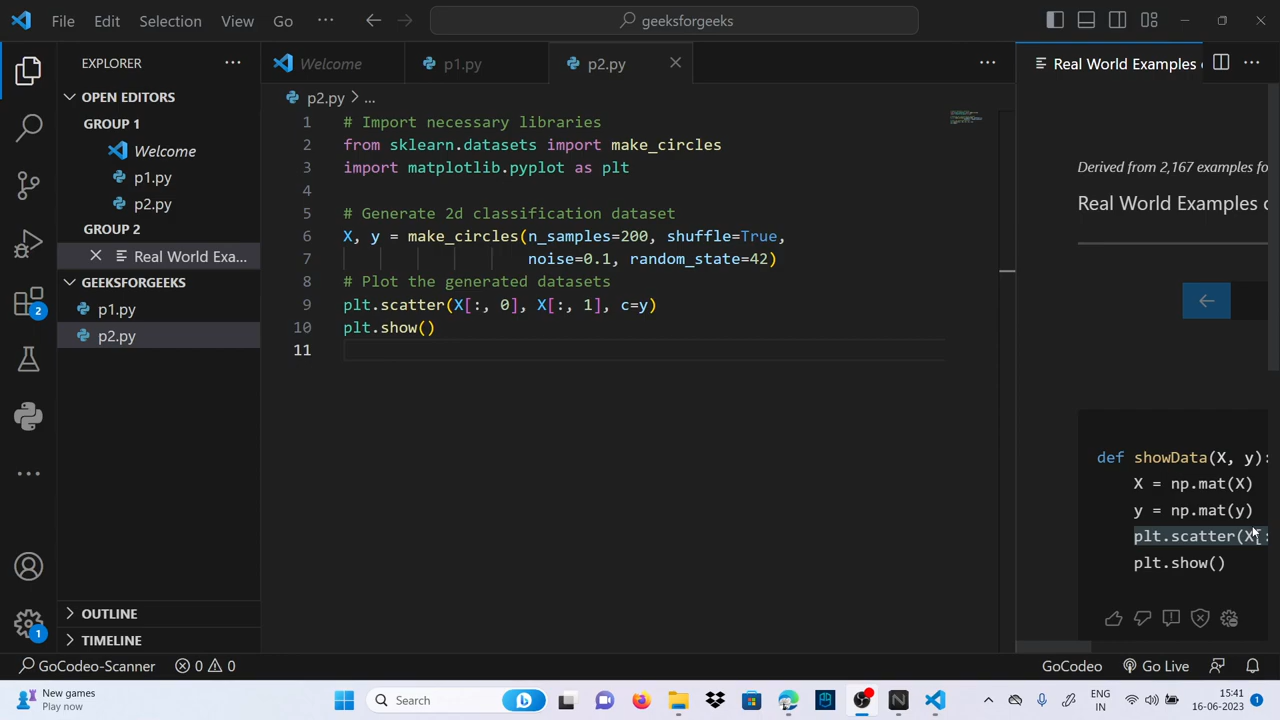 File Edit Selection View Go ... geeksforgeeks
EXPLORER
Welcome
p1.py
p2.py
Real World Examples
OPEN EDITORS
GROUP 1
Welcome
p1.py
p2.py
GROUP 2
Real World Exa...
GEEKSFORGEEKS
p1.py
p2.py
OUTLINE
TIMELINE
2
1
p2.py > ...
1 # Import necessary libraries
2 from sklearn.datasets import make_circles
3 import matplotlib.pyplot as plt
4
5 # Generate 2d classification dataset
6 X, y = make_circles(n_samples=200, shuffle=True,
7 noise=0.1, random_state=42)
8 # Plot the generated datasets
9 plt.scatter(X[:, 0], X[:, 1], c=y)
10 plt.show()
11
Derived from 2,167 examples fo
Real World Examples
def showData(X, y):
X = np.mat(X)
y = np.mat(y)
plt.scatter(X[:
plt.show()
GoCodeo-Scanner 0 0 GoCodeo Go Live
New games
Play now
Search
ENG
IN
15:41
16-06-2023
1